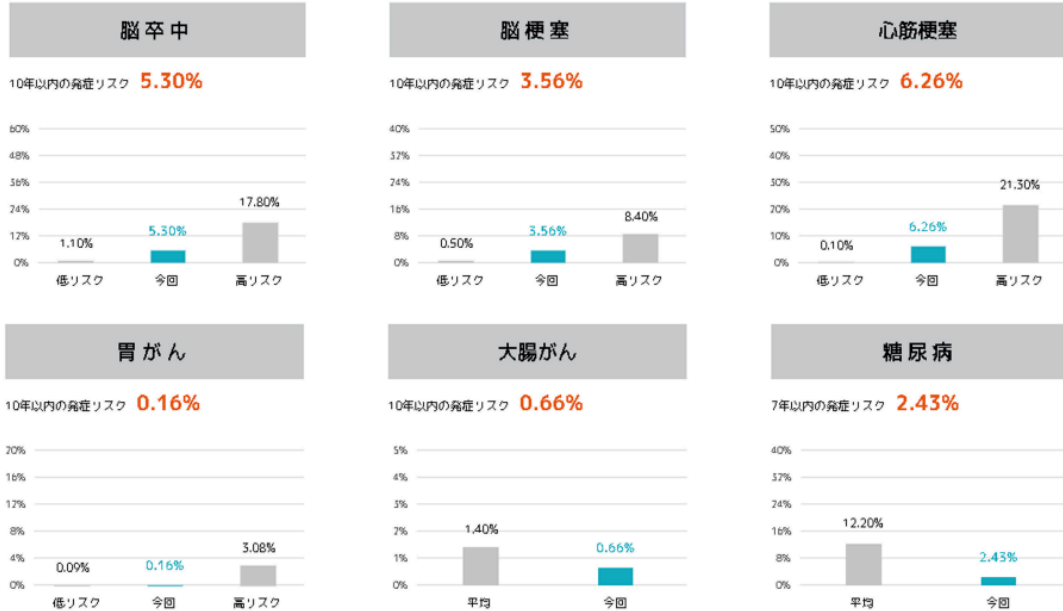 脳卒中
10年以内の発症リスク 5.30%
60%
48%
36%
24%
12%
0%
1.10%
5.30%
17.80%
低リスク
今回
高リスク
脳梗塞
10年以内の発症リスク 3.56%
40%
32%
24%
16%
8%
0%
0.50%
3.56%
8.40%
低リスク
今回
高リスク
心筋梗塞
10年以内の発症リスク 6.26%
50%
40%
30%
20%
10%
0%
0.10%
6.26%
21.30%
低リスク
今回
高リスク
胃がん
10年以内の発症リスク 0.16%
20%
16%
12%
8%
4%
0%
0.09%
0.16%
3.08%
低リスク
今回
高リスク
大腸がん
10年以内の発症リスク 0.66%
5%
4%
3%
2%
1%
0%
1.40%
0.66%
平均
今回
糖尿病
7年以内の発症リスク 2.43%
40%
32%
24%
16%
8%
0%
12.20%
2.43%
平均
今回